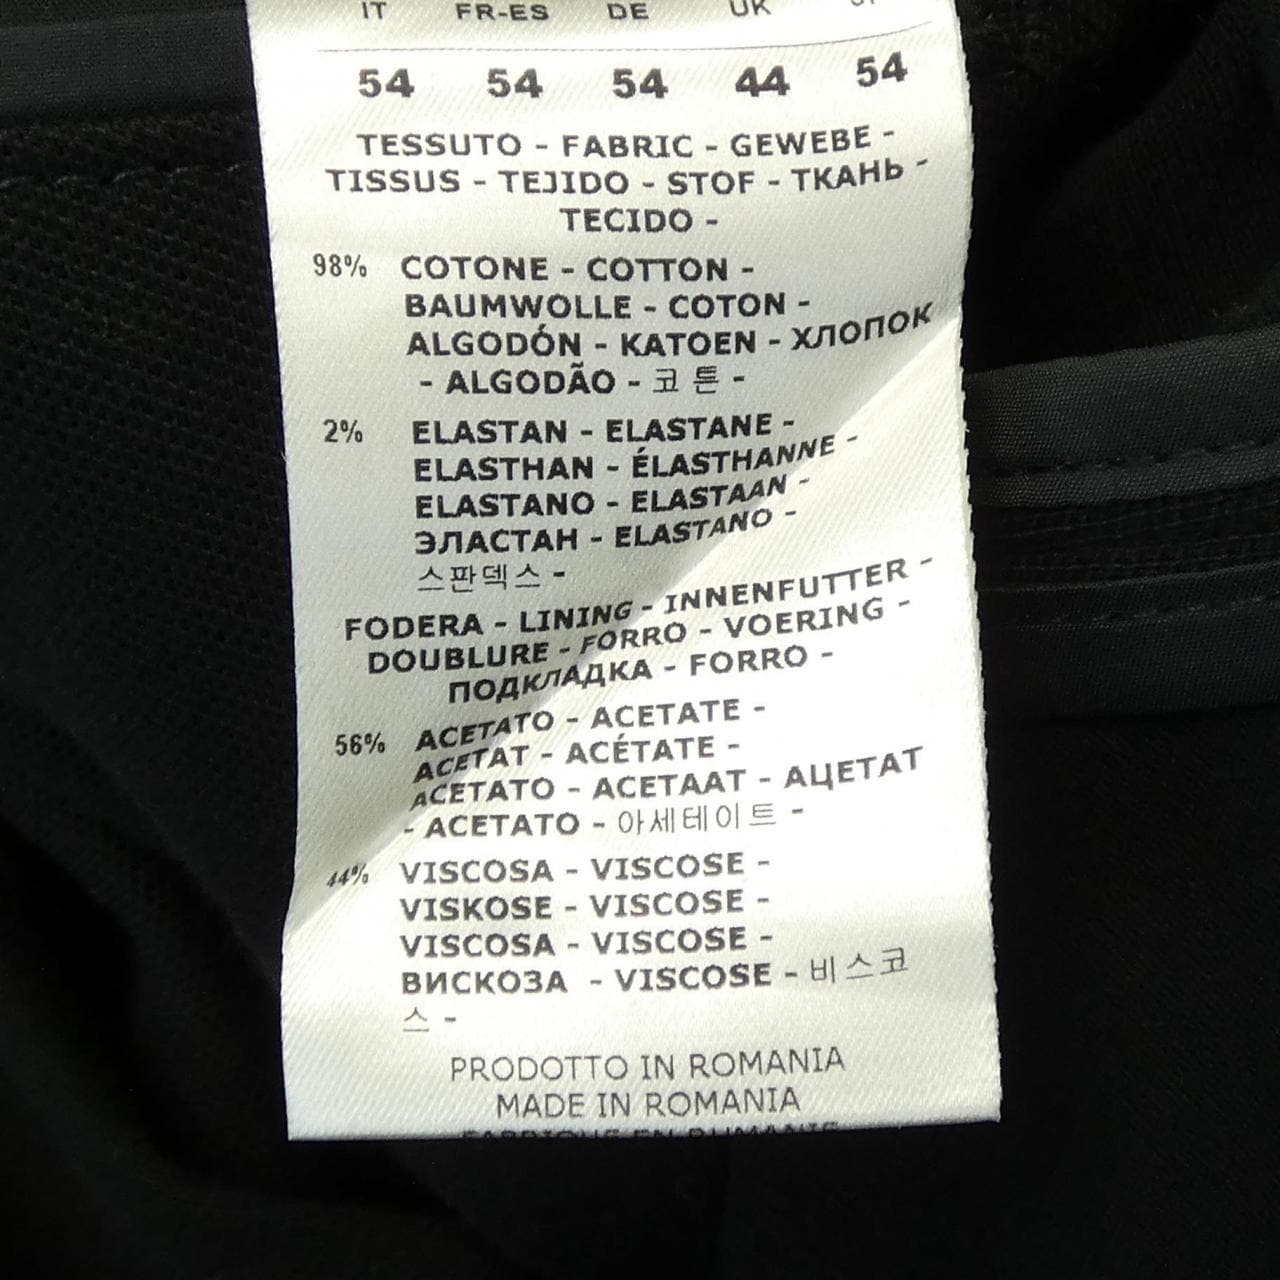 IT FR-ES DE UK
54 54 54 44 54
TESSUTO - FABRIC - GEWEBE -
TISSUS - TEJIDO - STOF - ТКАНЬ -
TECIDO -
98% COTONE - COTTON -
BAUMWOLLE - COTON -
ALGODÓN - KATOEN - ХЛОПОК
- ALGODÃO - 코튼 -
2% ELASTAN - ELASTANE -
ELASTHAN - ÉLASTHANNE -
ELASTANO - ELASTAAN -
ЭЛАСТАН - ELASTANO -
스판덱스 -
FODERA - LINING - INNENFUTTER -
DOUBLURE - FORRO - VOERING -
ПОДКЛАДКА - FORRO -
56% ACETATO - ACETATE -
ACETAT - ACÉTATE -
ACETATO - ACETAAT - АЦЕТАТ
- ACETATO - 아세테이트 -
44% VISCOSA - VISCOSE -
VISKOSE - VISCOSE -
VISCOSA - VISCOSE -
ВИСКОЗА - VISCOSE - 비스코
스 -
PRODOTTO IN ROMANIA
MADE IN ROMANIA